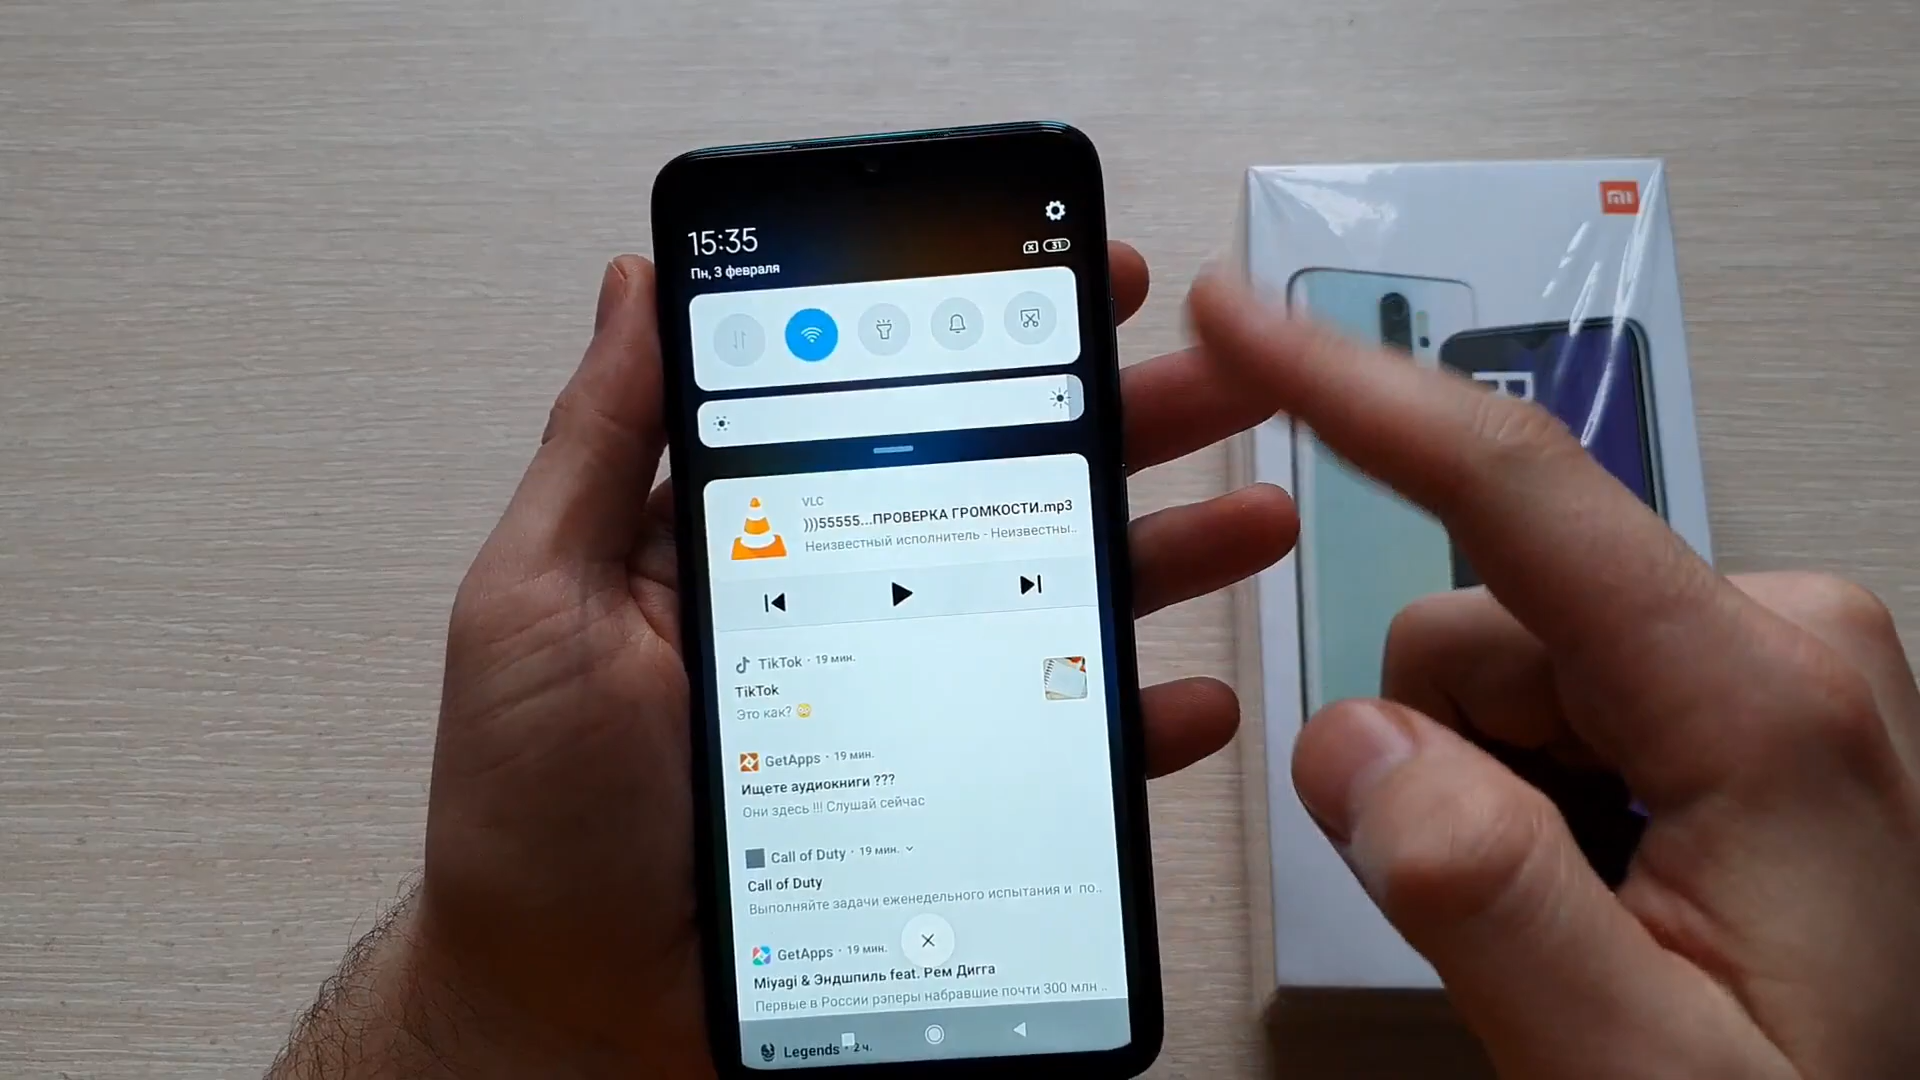 15:35
Пн, 3 февраля
31
VLC
)))55555...ПРОВЕРКА ГРОМКОСТИ.mp3
Неизвестный исполнитель - Неизвестны..
TikTok · 19 мин.
TikTok
Это как? 😳
GetApps · 19 мин.
Ищете аудиокниги ???
Они здесь !!! Слушай сейчас
Call of Duty · 19 мин.
Call of Duty
Выполняйте задачи еженедельного испытания и по..
GetApps · 19 мин.
Miyagi & Эндшпиль feat. Рем Дигга
Первые в России рэперы набравшие почти 300 млн ..
Legends · 2 ч.
mi